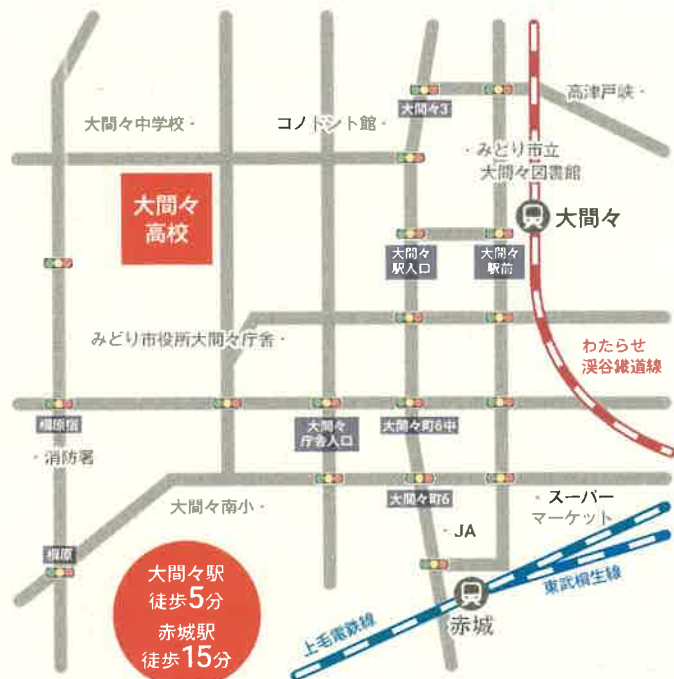 高津戸峡・
大間々3
大間々中学校・
コノドント館・
・みどり市立
大間々図書館
大間々
高校
大間々
大間々
駅入口
大間々
駅前
みどり市役所大間々庁舎・
わたらせ
渓谷鐵道線
桐原宿
大間々
庁舎入口
大間々町6中
・消防署
大間々南小・
大間々町6
・スーパー
マーケット
・JA
桐原
大間々駅
徒歩5分
赤城駅
徒歩15分
赤城
上毛電鉄線
東武桐生線